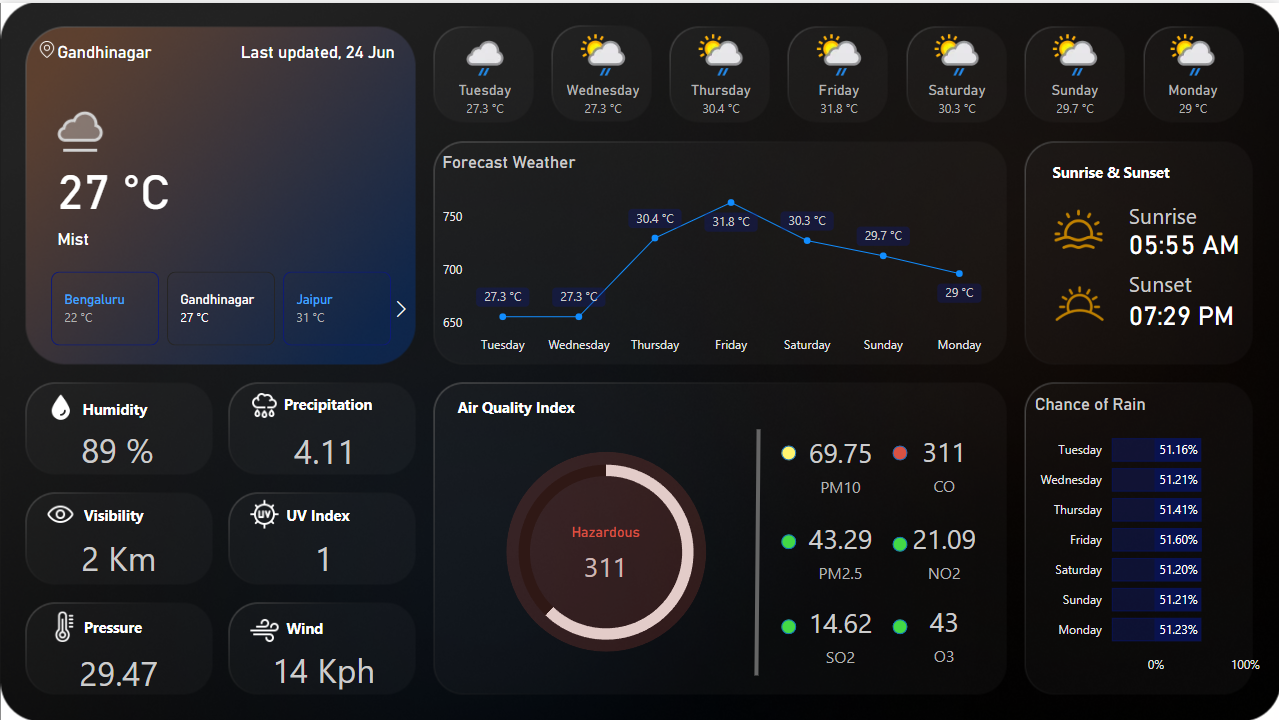 Gandhinagar
Last updated, 24 Jun
27 °C
Mist
Bengaluru
22 °C
Gandhinagar
27 °C
Jaipur
31 °C
Tuesday
27.3 °C
Wednesday
27.3 °C
Thursday
30.4 °C
Friday
31.8 °C
Saturday
30.3 °C
Sunday
29.7 °C
Monday
29 °C
Forecast Weather
750
700
650
27.3 °C
27.3 °C
30.4 °C
31.8 °C
30.3 °C
29.7 °C
29 °C
Tuesday
Wednesday
Thursday
Friday
Saturday
Sunday
Monday
Sunrise & Sunset
Sunrise
05:55 AM
Sunset
07:29 PM
Humidity
89 %
Precipitation
4.11
Visibility
2 Km
UV
UV Index
1
Pressure
29.47
Wind
14 Kph
Air Quality Index
Hazardous
311
69.75
PM10
311
CO
43.29
PM2.5
21.09
NO2
14.62
SO2
43
O3
Chance of Rain
Tuesday 51.16%
Wednesday 51.21%
Thursday 51.41%
Friday 51.60%
Saturday 51.20%
Sunday 51.21%
Monday 51.23%
0% 100%